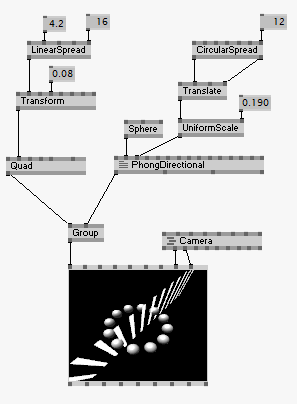 4.2
16
12
LinearSpread
CircularSpread
0.08
Translate
Transform
0.190
Sphere
UniformScale
Quad
PhongDirectional
Group
Camera